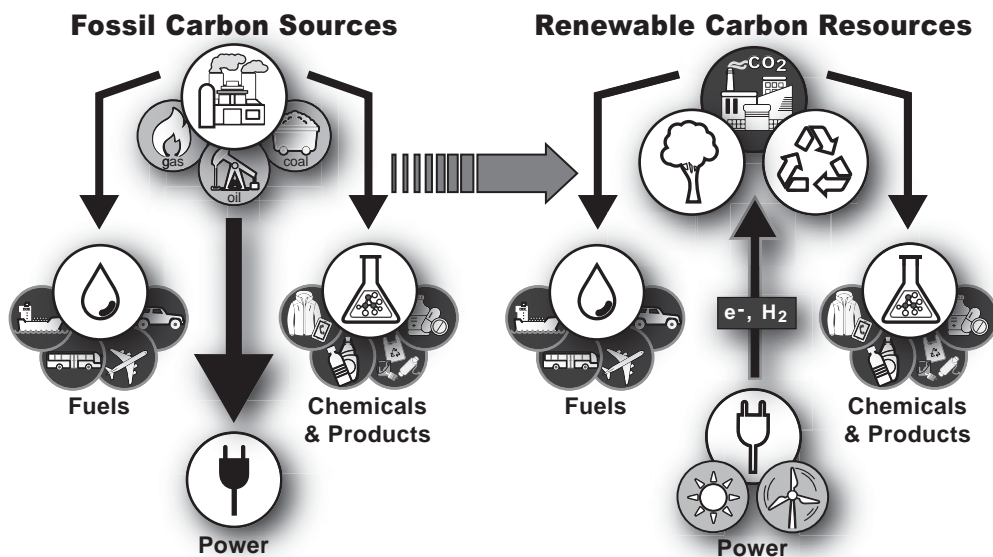 Fossil Carbon Sources
gas
oil
coal
Fuels
Chemicals
& Products
Power
Renewable Carbon Resources
CO2
e-, H2
Fuels
Chemicals
& Products
Power